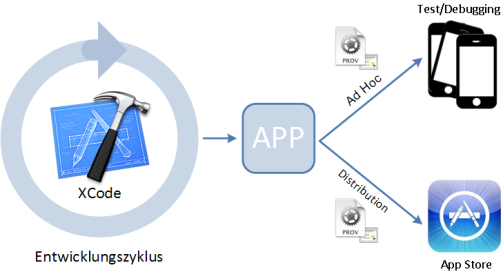 Test/Debugging
PROV
Ad Hoc
XCode
APP
Distribution
PROV
Entwicklungszyklus
App Store